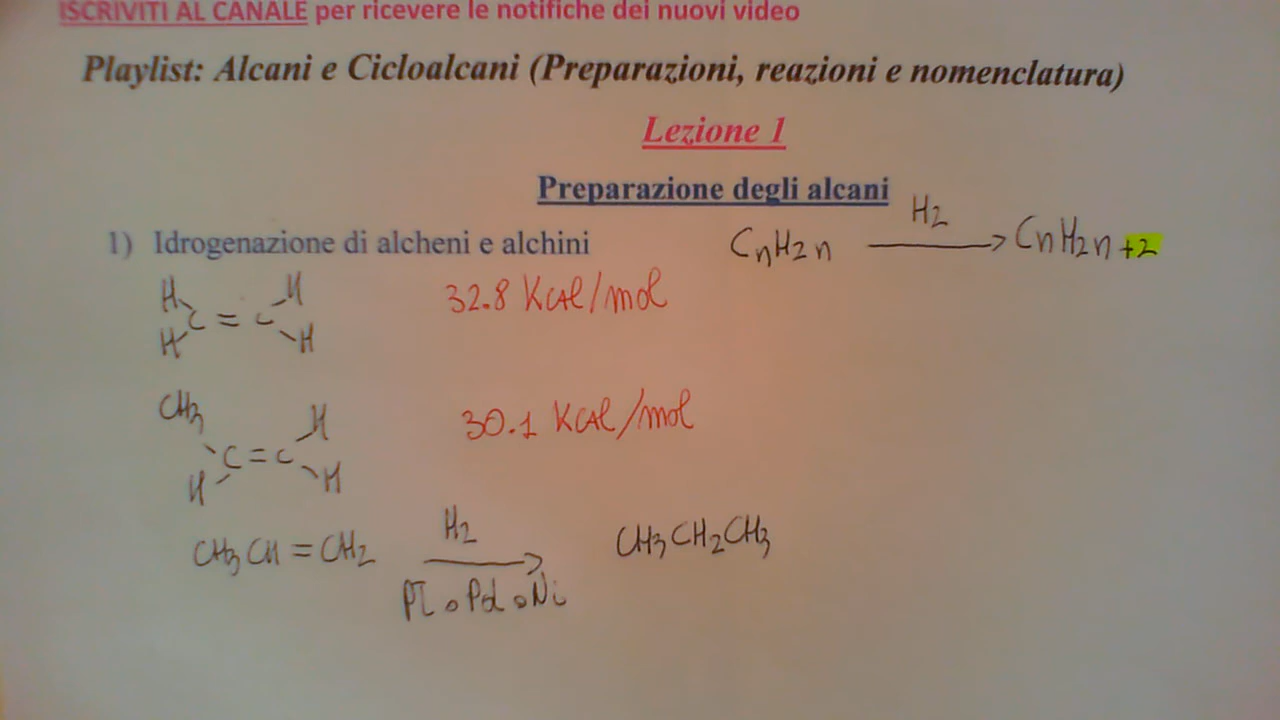 ISCRIVITI AL CANALE per ricevere le notifiche dei nuovi video
Playlist: Alcani e Cicloalcani (Preparazioni, reazioni e nomenclatura)
Lezione 1
Preparazione degli alcani
1) Idrogenazione di alcheni e alchini
H2
CnH2n → CnH2n+2
H H
C = C
H H
32.8 Kcal/mol
CH3 H
C = C
H H
30.1 Kcal/mol
H2
CH3CH=CH2 → CH3CH2CH3
Pt o Pd o Ni